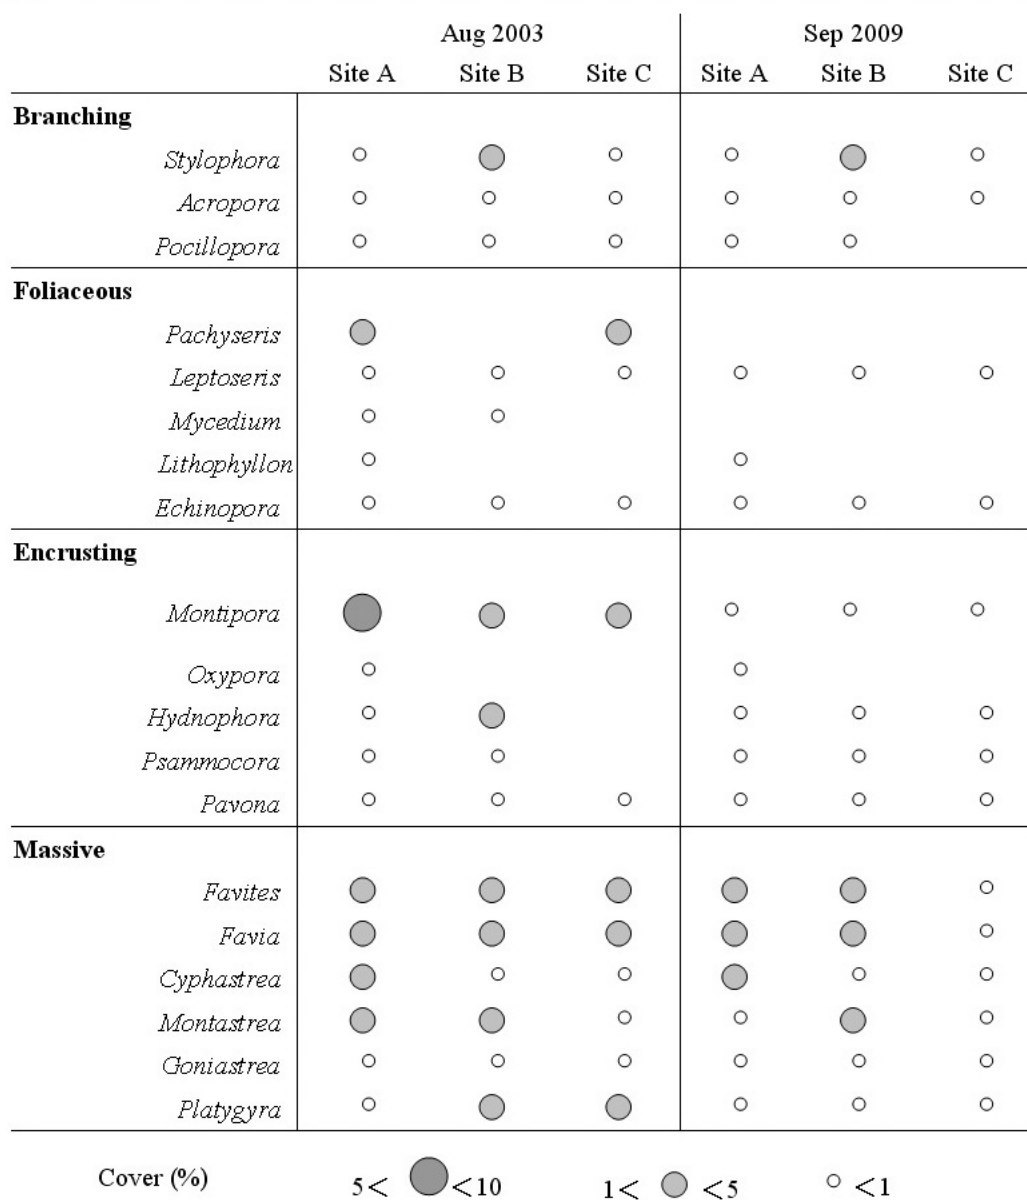 Aug 2003 Sep 2009
Site A Site B Site C Site A Site B Site C
Branching
Stylophora
Acropora
Pocillopora
Foliaceous
Pachyseris
Leptoseris
Mycedium
Lithophyllon
Echinopora
Encrusting
Montipora
Oxypora
Hydnophora
Psammocora
Pavona
Massive
Favites
Favia
Cyphastrea
Montastrea
Goniastrea
Platygyra
Cover (%) 5< <10 1< <5 <1